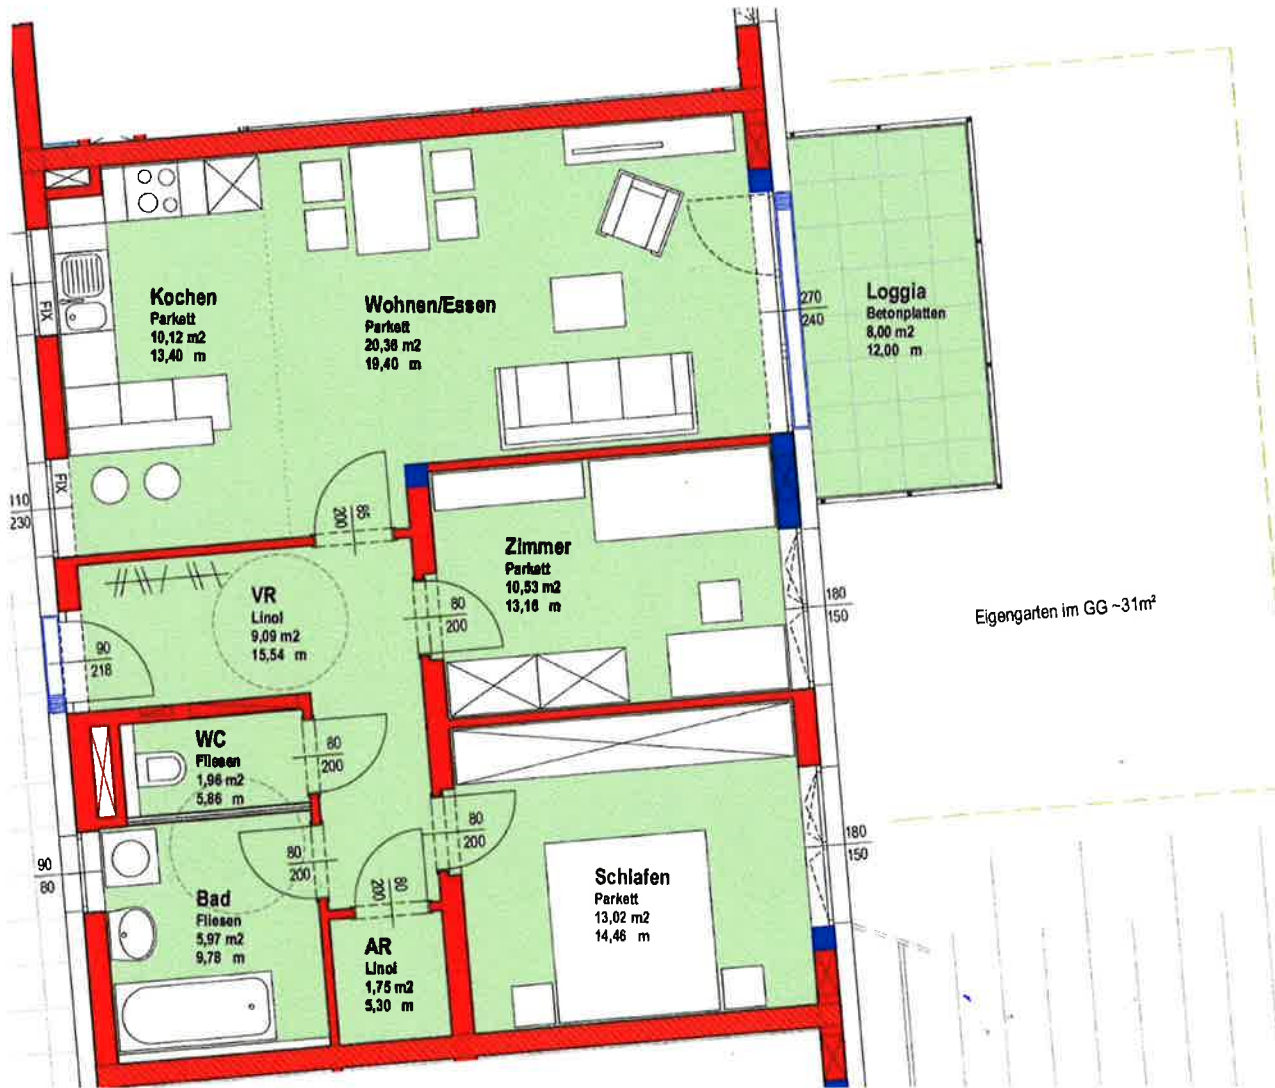 Kochen
Parkett
10,12 m2
13,40 m
Wohnen/Essen
Parkett
20,36 m2
19,40 m
270
240
Loggia
Betonplatten
8,00 m2
12,00 m
FIX
FIX
110
230
85
200
Zimmer
Parkett
10,53 m2
13,16 m
180
150
Eigengarten im GG ~31m²
VR
Linol
9,09 m2
15,54 m
80
200
90
218
WC
Fliesen
1,96 m2
5,86 m
80
200
80
200
180
150
90
80
80
200
Bad
Fliesen
5,97 m2
9,78 m
80
200
AR
Linol
1,75 m2
5,30 m
Schlafen
Parkett
13,02 m2
14,46 m